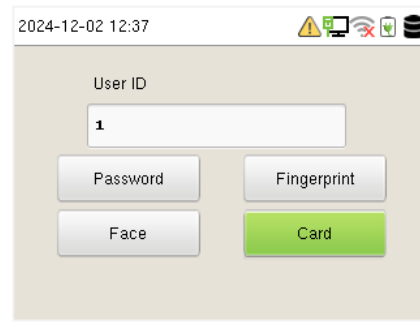 2024-12-02 12:37
User ID
1
Password Fingerprint
Face Card